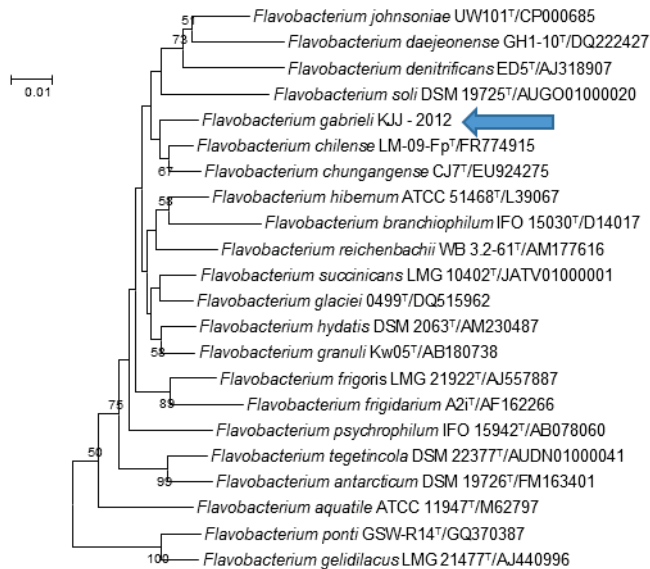 51
Flavobacterium johnsoniae UW101ᵀ/CP000685
73
Flavobacterium daejeonense GH1-10ᵀ/DQ222427
Flavobacterium denitrificans ED5ᵀ/AJ318907
0.01
Flavobacterium soli DSM 19725ᵀ/AUGO01000020
Flavobacterium gabrieli KJJ - 2012
Flavobacterium chilense LM-09-Fpᵀ/FR774915
67
Flavobacterium chungangense CJ7ᵀ/EU924275
58
Flavobacterium hibernum ATCC 51468ᵀ/L39067
Flavobacterium branchiophilum IFO 15030ᵀ/D14017
Flavobacterium reichenbachii WB 3.2-61ᵀ/AM177616
Flavobacterium succinicans LMG 10402ᵀ/JATV01000001
Flavobacterium glaciei 0499ᵀ/DQ515962
Flavobacterium hydatis DSM 2063ᵀ/AM230487
58
Flavobacterium granuli Kw05ᵀ/AB180738
Flavobacterium frigoris LMG 21922ᵀ/AJ557887
75
89
Flavobacterium frigidarium A2iᵀ/AF162266
Flavobacterium psychrophilum IFO 15942ᵀ/AB078060
50
Flavobacterium tegetincola DSM 22377ᵀ/AUDN01000041
99
Flavobacterium antarcticum DSM 19726ᵀ/FM163401
Flavobacterium aquatile ATCC 11947ᵀ/M62797
Flavobacterium ponti GSW-R14ᵀ/GQ370387
100
Flavobacterium gelidilacus LMG 21477ᵀ/AJ440996